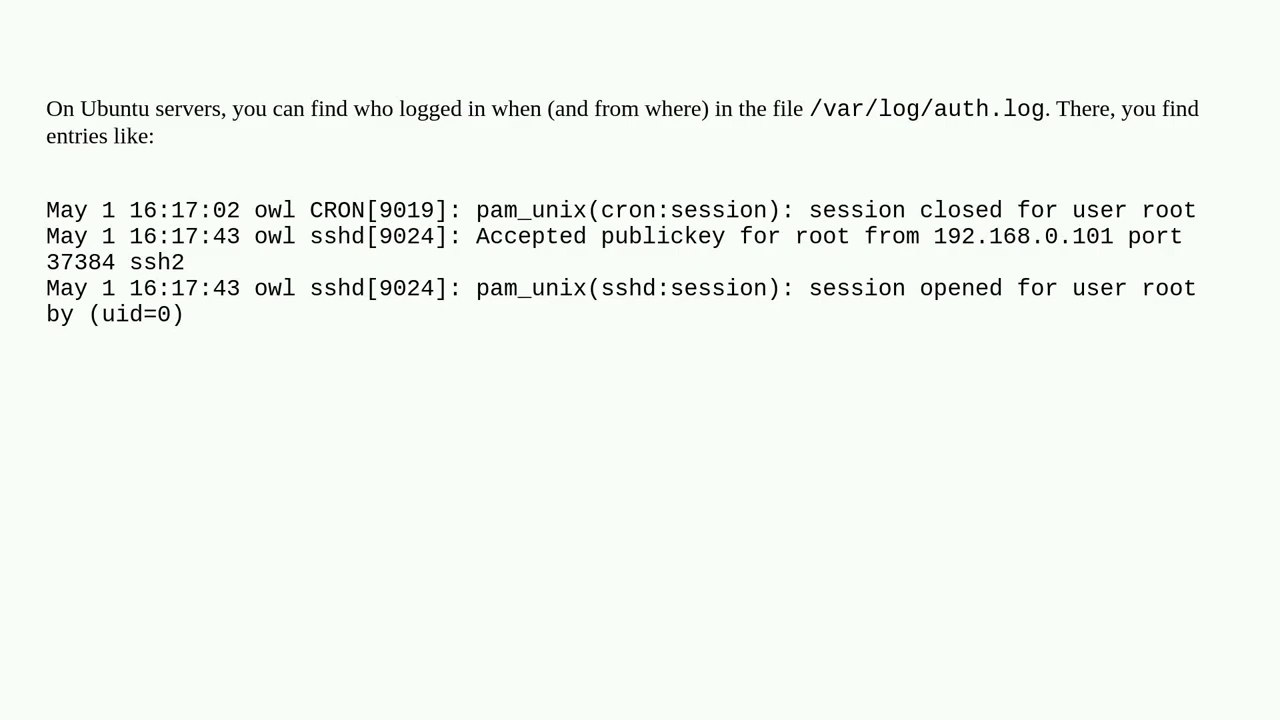 On Ubuntu servers, you can find who logged in when (and from where) in the file /var/log/auth.log. There, you find
entries like:
May 1 16:17:02 owl CRON[9019]: pam_unix(cron:session): session closed for user root
May 1 16:17:43 owl sshd[9024]: Accepted publickey for root from 192.168.0.101 port
37384 ssh2
May 1 16:17:43 owl sshd[9024]: pam_unix(sshd:session): session opened for user root
by (uid=0)